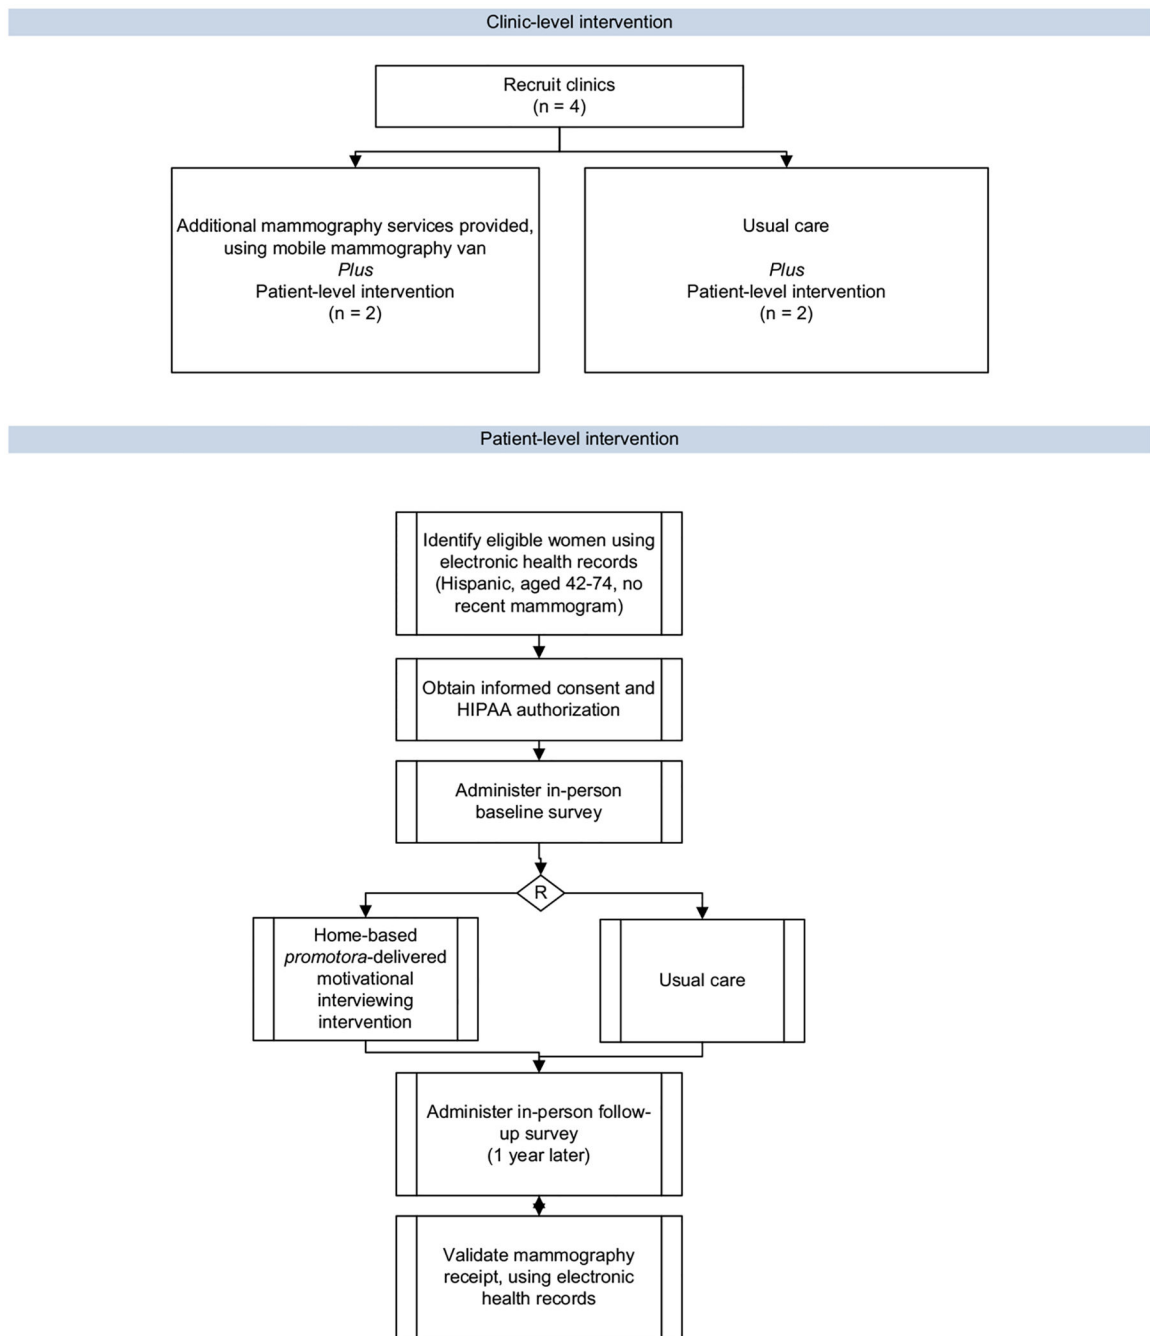 Clinic-level intervention
Recruit clinics
(n = 4)
Additional mammography services provided,
using mobile mammography van
Plus
Patient-level intervention
(n = 2)
Usual care
Plus
Patient-level intervention
(n = 2)
Patient-level intervention
Identify eligible women using
electronic health records
(Hispanic, aged 42-74, no
recent mammogram)
Obtain informed consent and
HIPAA authorization
Administer in-person
baseline survey
R
Home-based
promotora-delivered
motivational
interviewing
intervention
Usual care
Administer in-person follow-
up survey
(1 year later)
Validate mammography
receipt, using electronic
health records